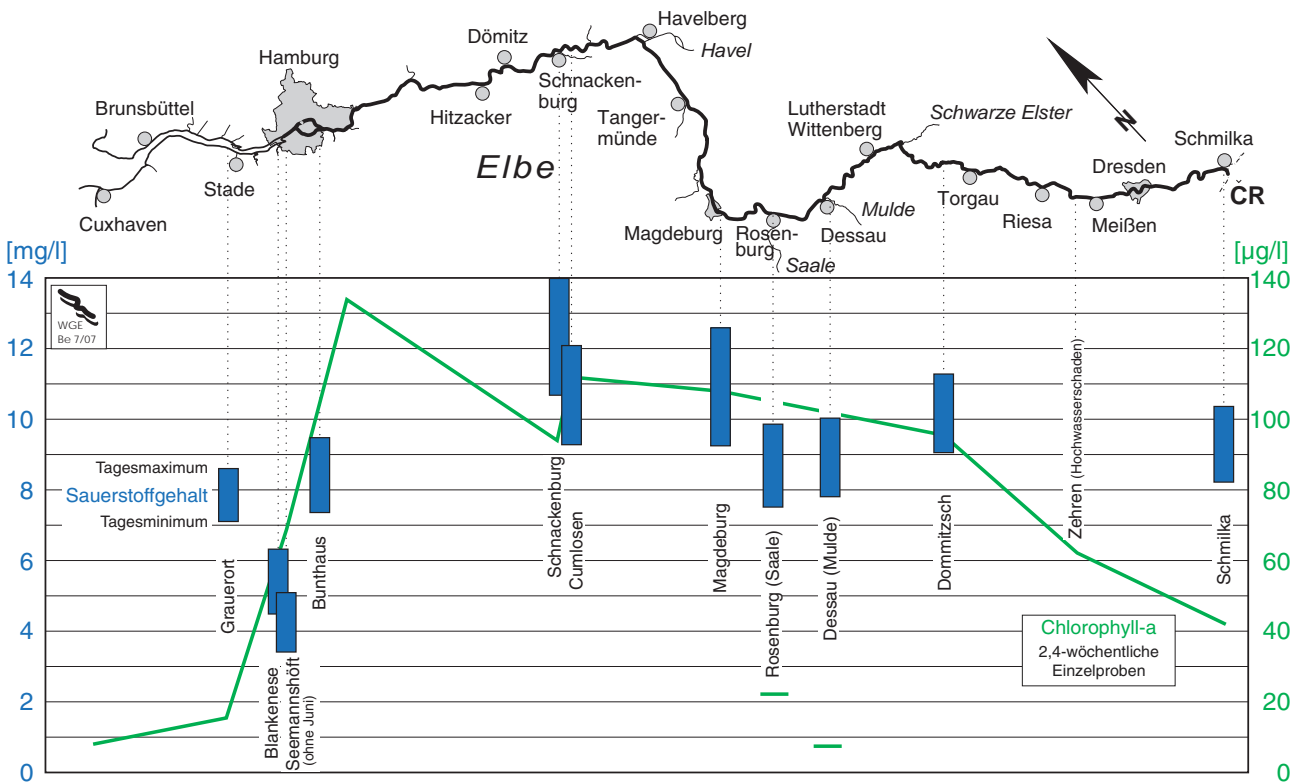 Havelberg
Havel
Dömitz
Hamburg
Schnacken-
burg
Brunsbüttel
Hitzacker
Tanger-
münde
Lutherstadt
Wittenberg
Schwarze Elster
N
Schmilka
Elbe
Dresden
Stade
ČR
Torgau
Cuxhaven
Magdeburg
Rosen-
burg
Mulde
Dessau
Riesa
Meißen
Saale
[mg/l]
[µg/l]
14
12
10
8
6
4
2
0
140
120
100
80
60
40
20
0
WGE
Be 7/07
Tagesmaximum
Sauerstoffgehalt
Tagesminimum
Grauerort
Blankenese
Seemannshöft
(ohne Juni)
Bunthaus
Schnackenburg
Cumlosen
Magdeburg
Rosenburg (Saale)
Dessau (Mulde)
Dommitzsch
Zehren (Hochwasserschaden)
Schmilka
Chlorophyll-a
2,4-wöchentliche
Einzelproben